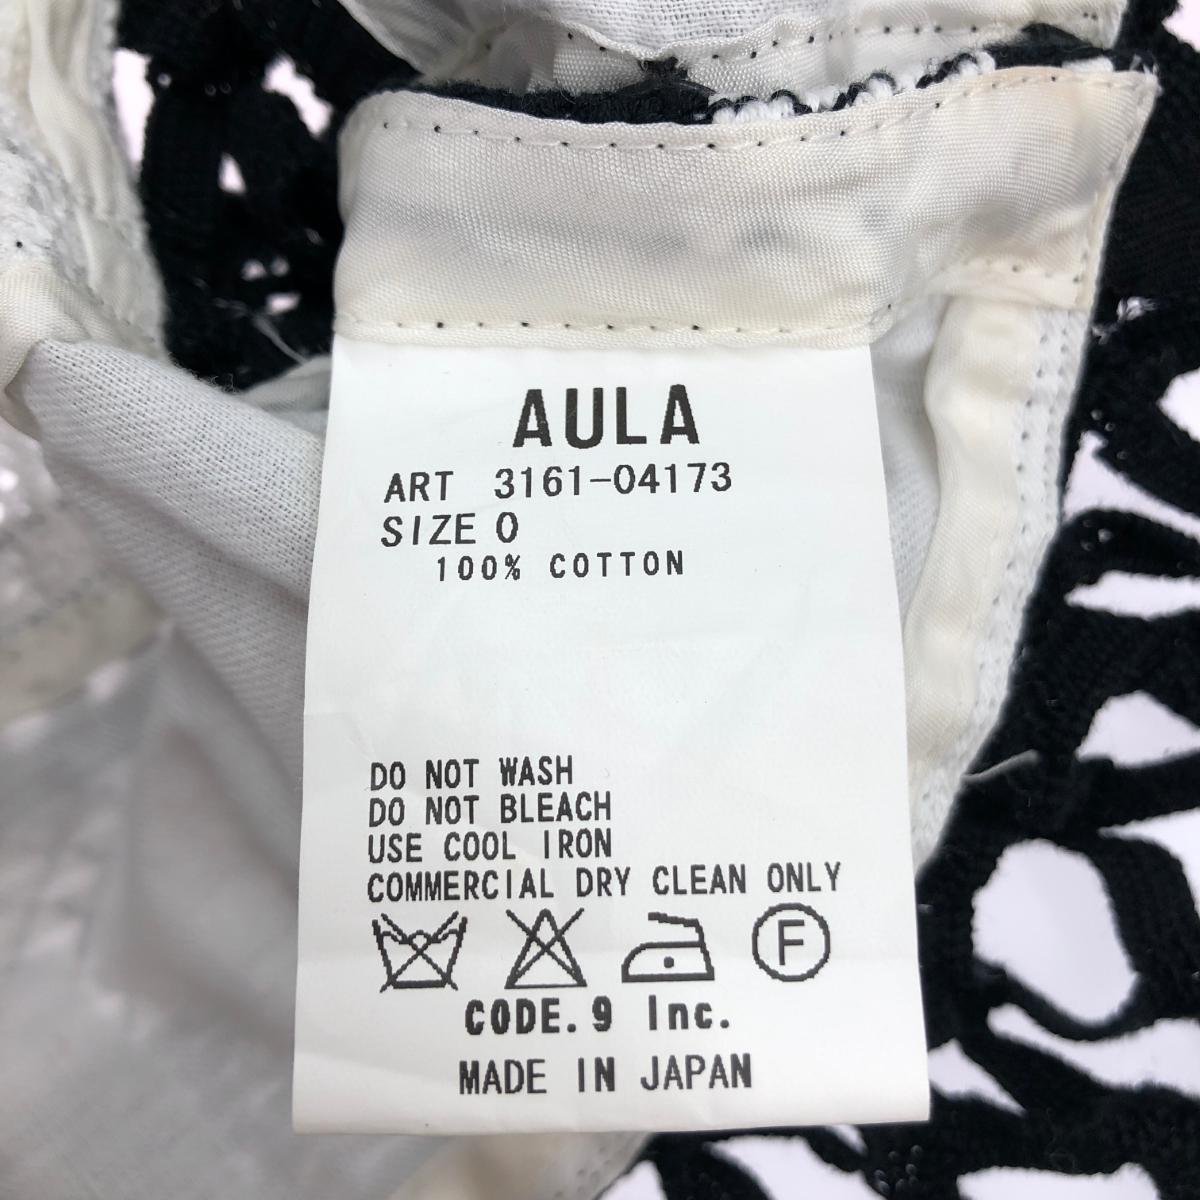 AULA
ART 3161-04173
SIZE 0
100% COTTON
DO NOT WASH
DO NOT BLEACH
USE COOL IRON
COMMERCIAL DRY CLEAN ONLY
F
CODE.9 Inc.
MADE IN JAPAN